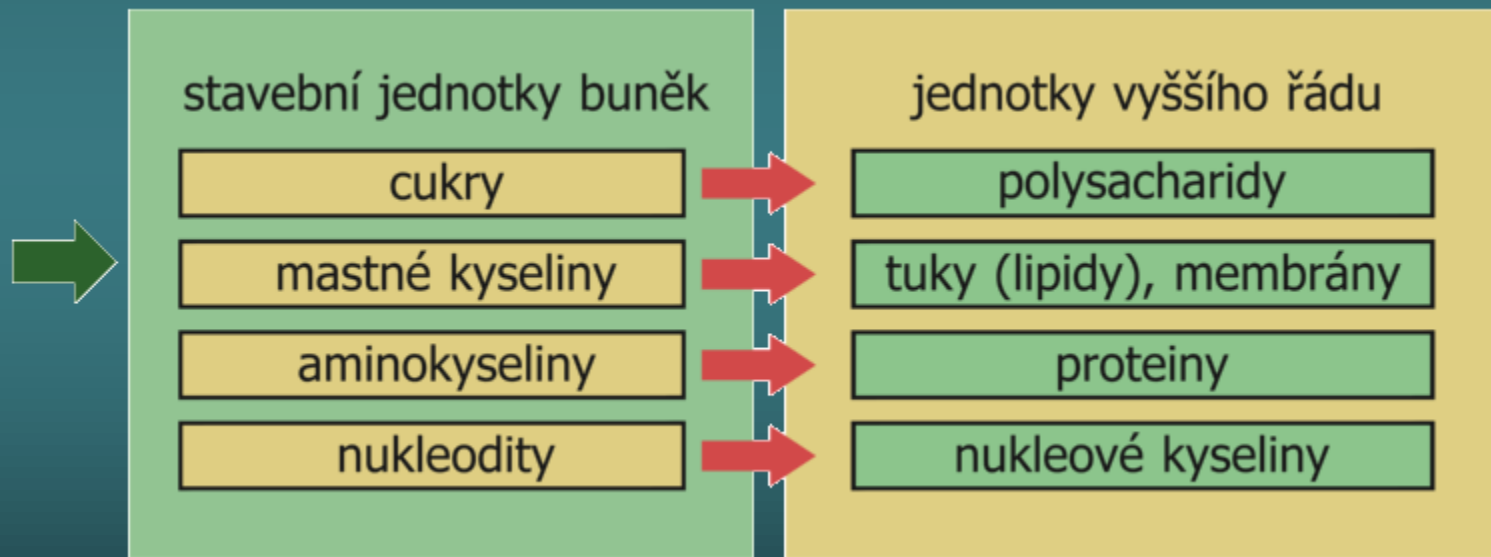 stavební jednotky buněk
cukry
mastné kyseliny
aminokyseliny
nukleodity
jednotky vyššího řádu
polysacharidy
tuky (lipidy), membrány
proteiny
nukleové kyseliny